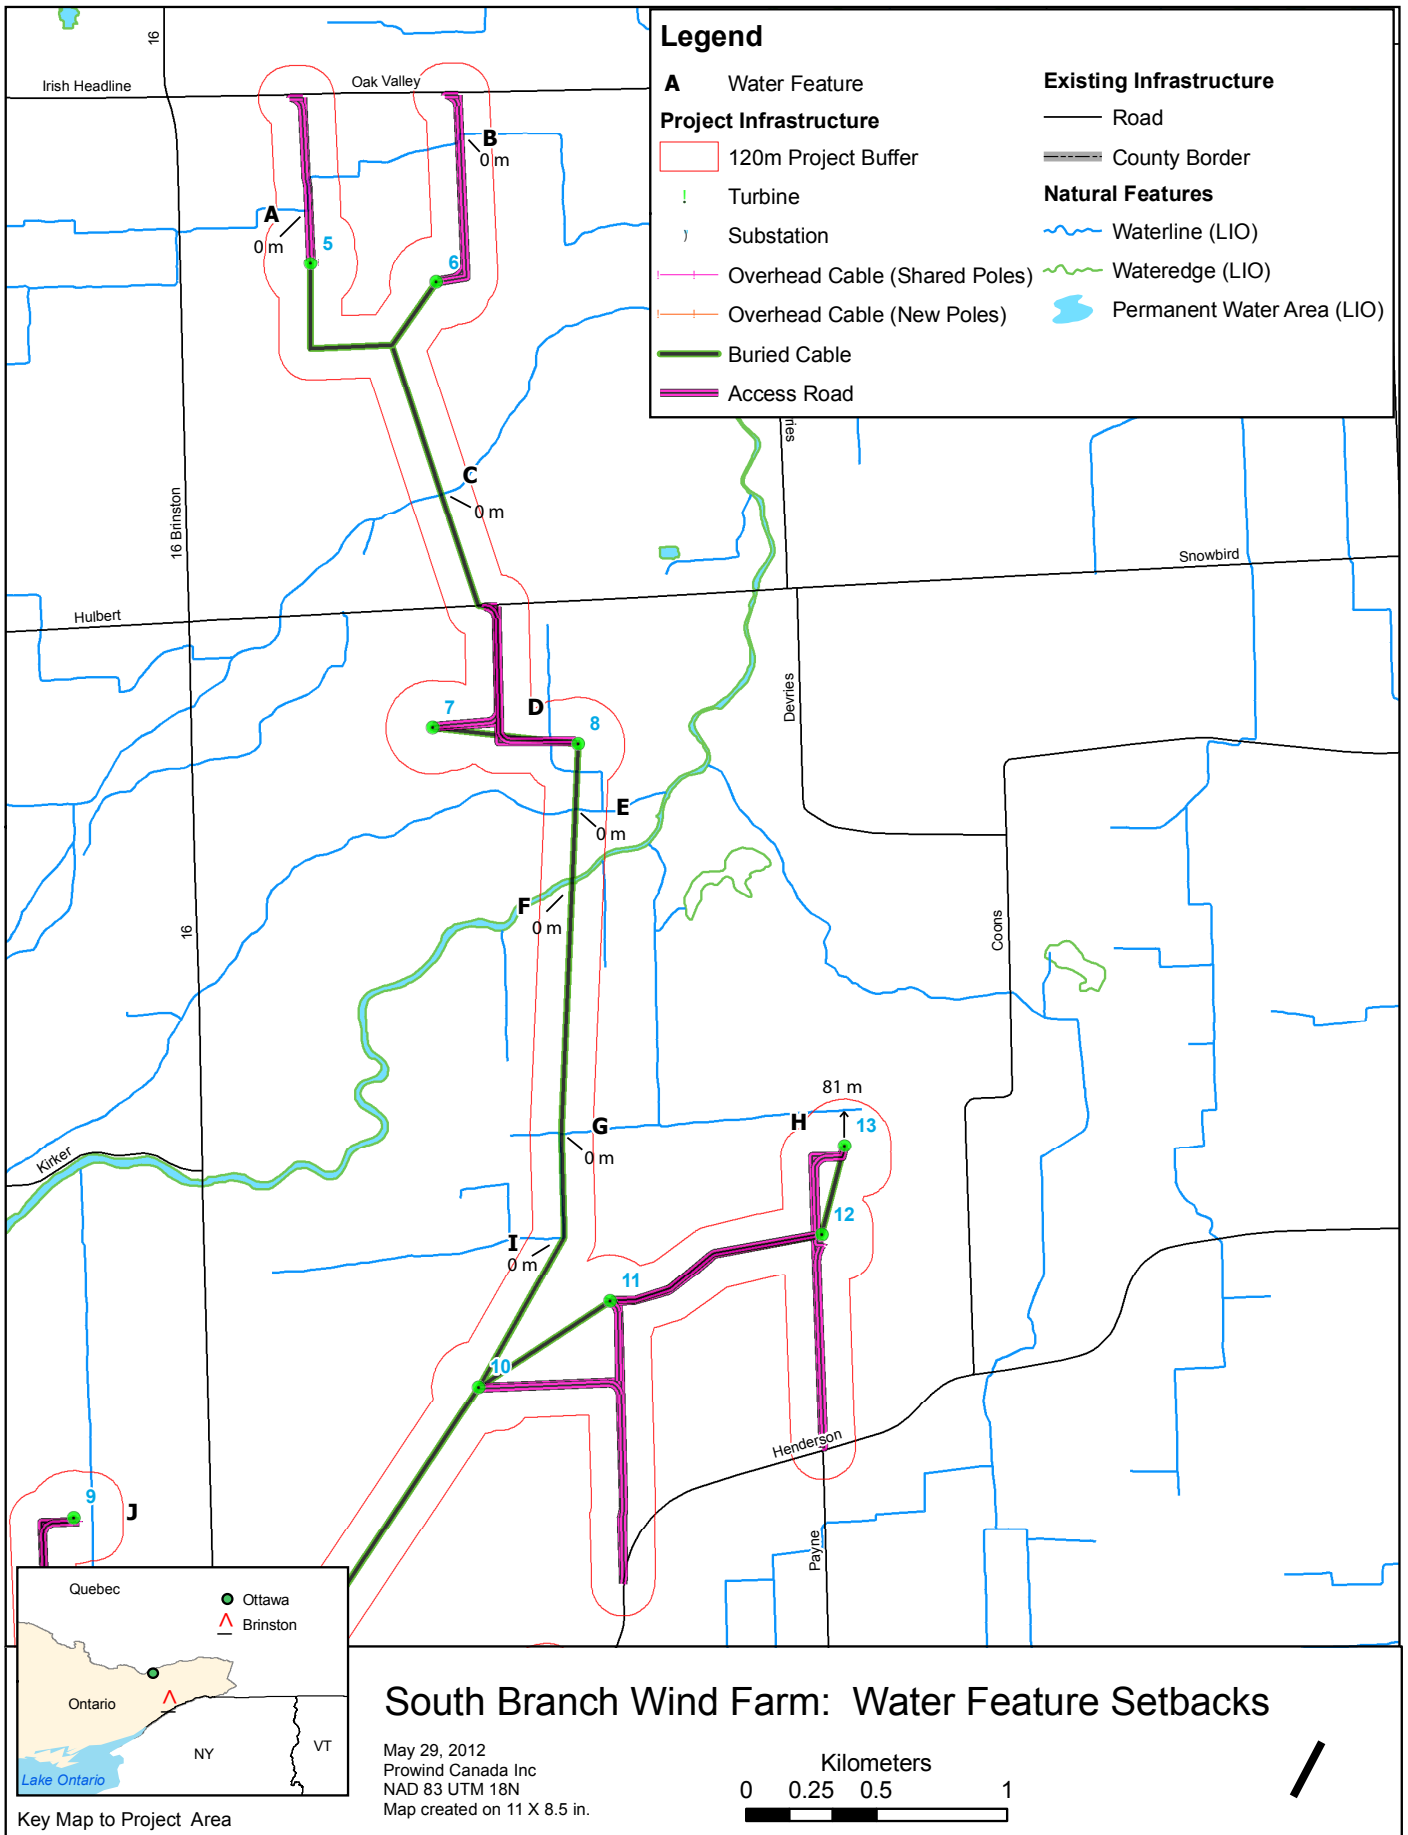 16
Irish Headline
Oak Valley
Legend
A Water Feature
Project Infrastructure
120m Project Buffer
! Turbine
Substation
Overhead Cable (Shared Poles)
Overhead Cable (New Poles)
Buried Cable
Access Road
Existing Infrastructure
Road
County Border
Natural Features
Waterline (LIO)
Wateredge (LIO)
Permanent Water Area (LIO)
B
0 m
A
0 m
5
6
ries
C
0 m
16 Brinston
Snowbird
Hulbert
Devries
7
D
8
E
0 m
F
0 m
16
Coons
81 m
H
13
G
0 m
Kirker
12
I
0 m
11
10
Henderson
9
J
Payne
Quebec
Ottawa
Brinston
Ontario
NY
VT
Lake Ontario
Key Map to Project Area
South Branch Wind Farm: Water Feature Setbacks
May 29, 2012
Prowind Canada Inc
NAD 83 UTM 18N
Map created on 11 X 8.5 in.
Kilometers
0 0.25 0.5 1